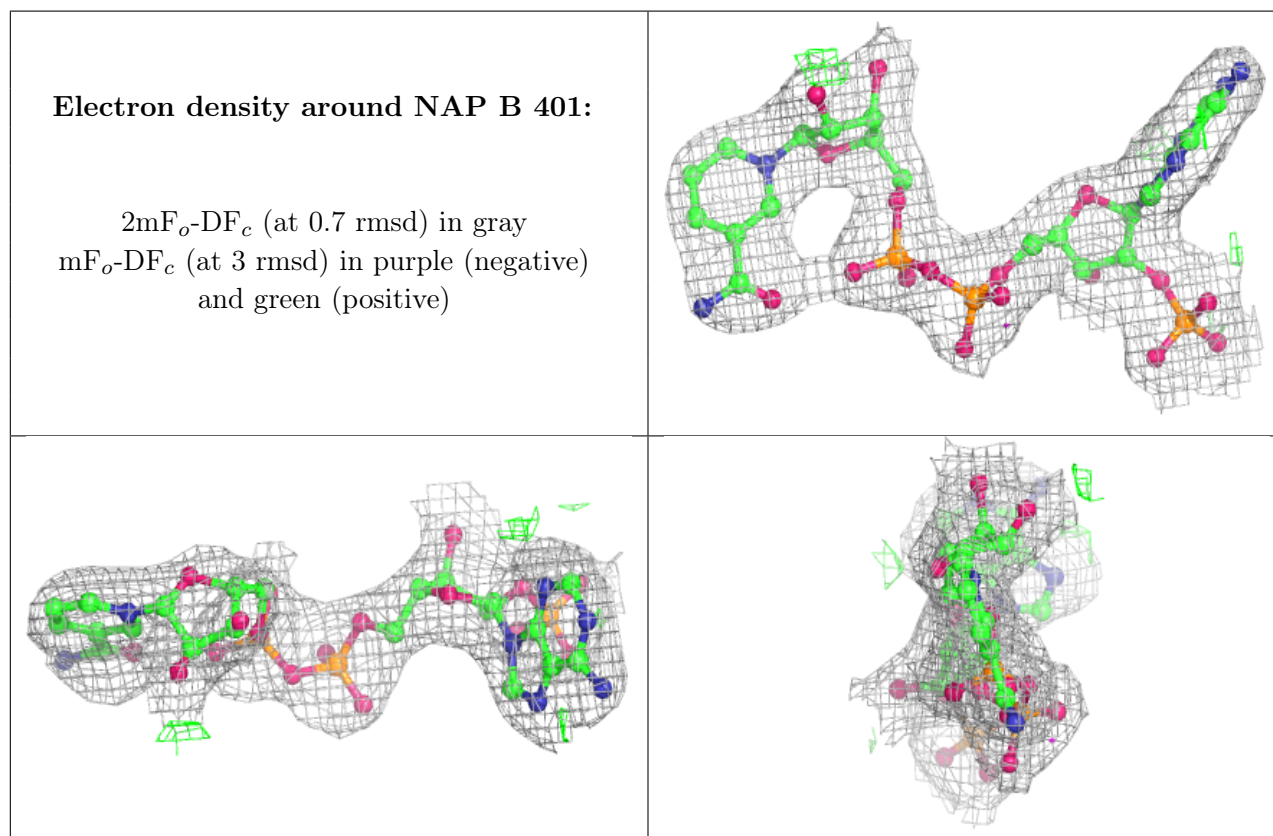 Electron density around NAP B 401:
2mFₒ-DF𝑐 (at 0.7 rmsd) in gray
mFₒ-DF𝑐 (at 3 rmsd) in purple (negative)
and green (positive)